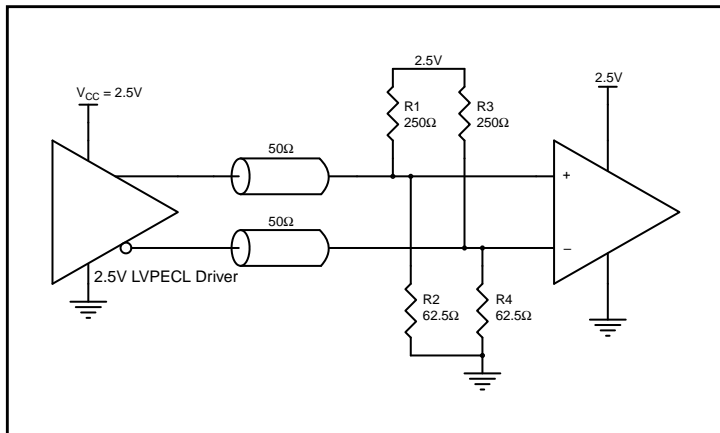 2.5V
V_CC = 2.5V
2.5V
R1
250Ω
R3
250Ω
50Ω
+
50Ω
−
2.5V LVPECL Driver
R2
62.5Ω
R4
62.5Ω